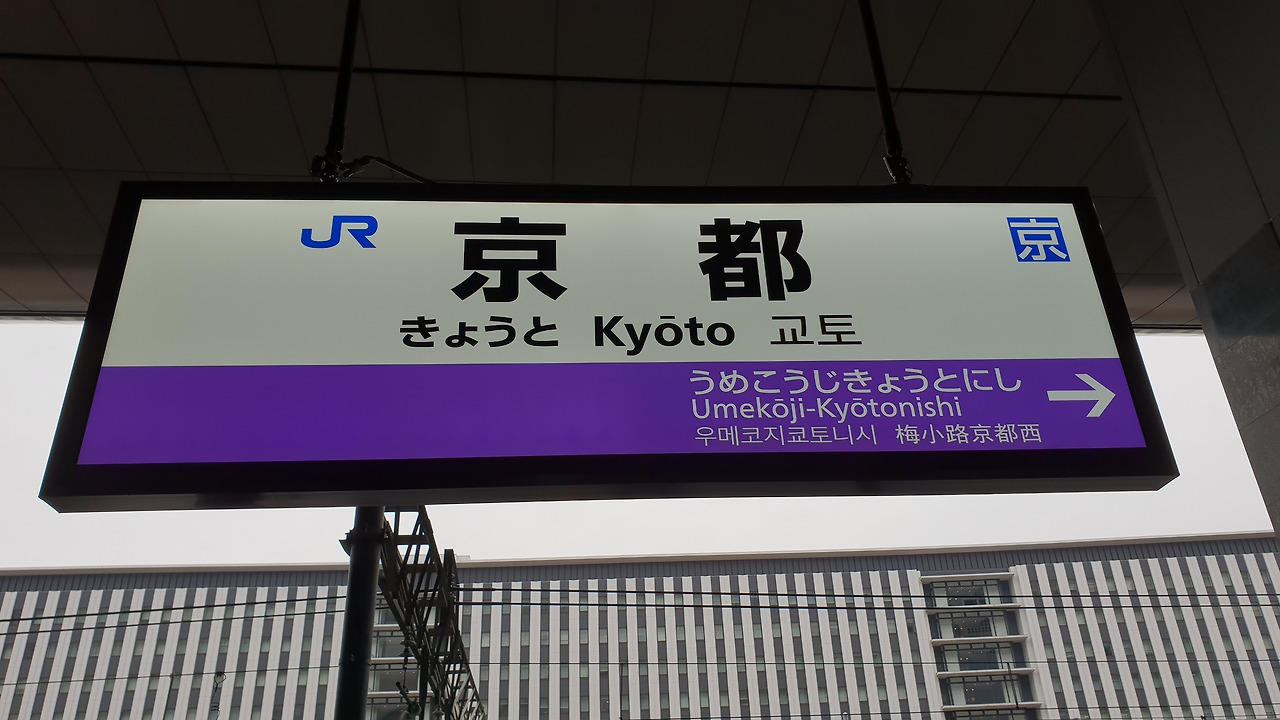 JR 京都 京
きょうと Kyōto 교토
うめこうじきょうとにし
Umekōji-Kyōtonishi
우메코지쿄토니시 梅小路京都西